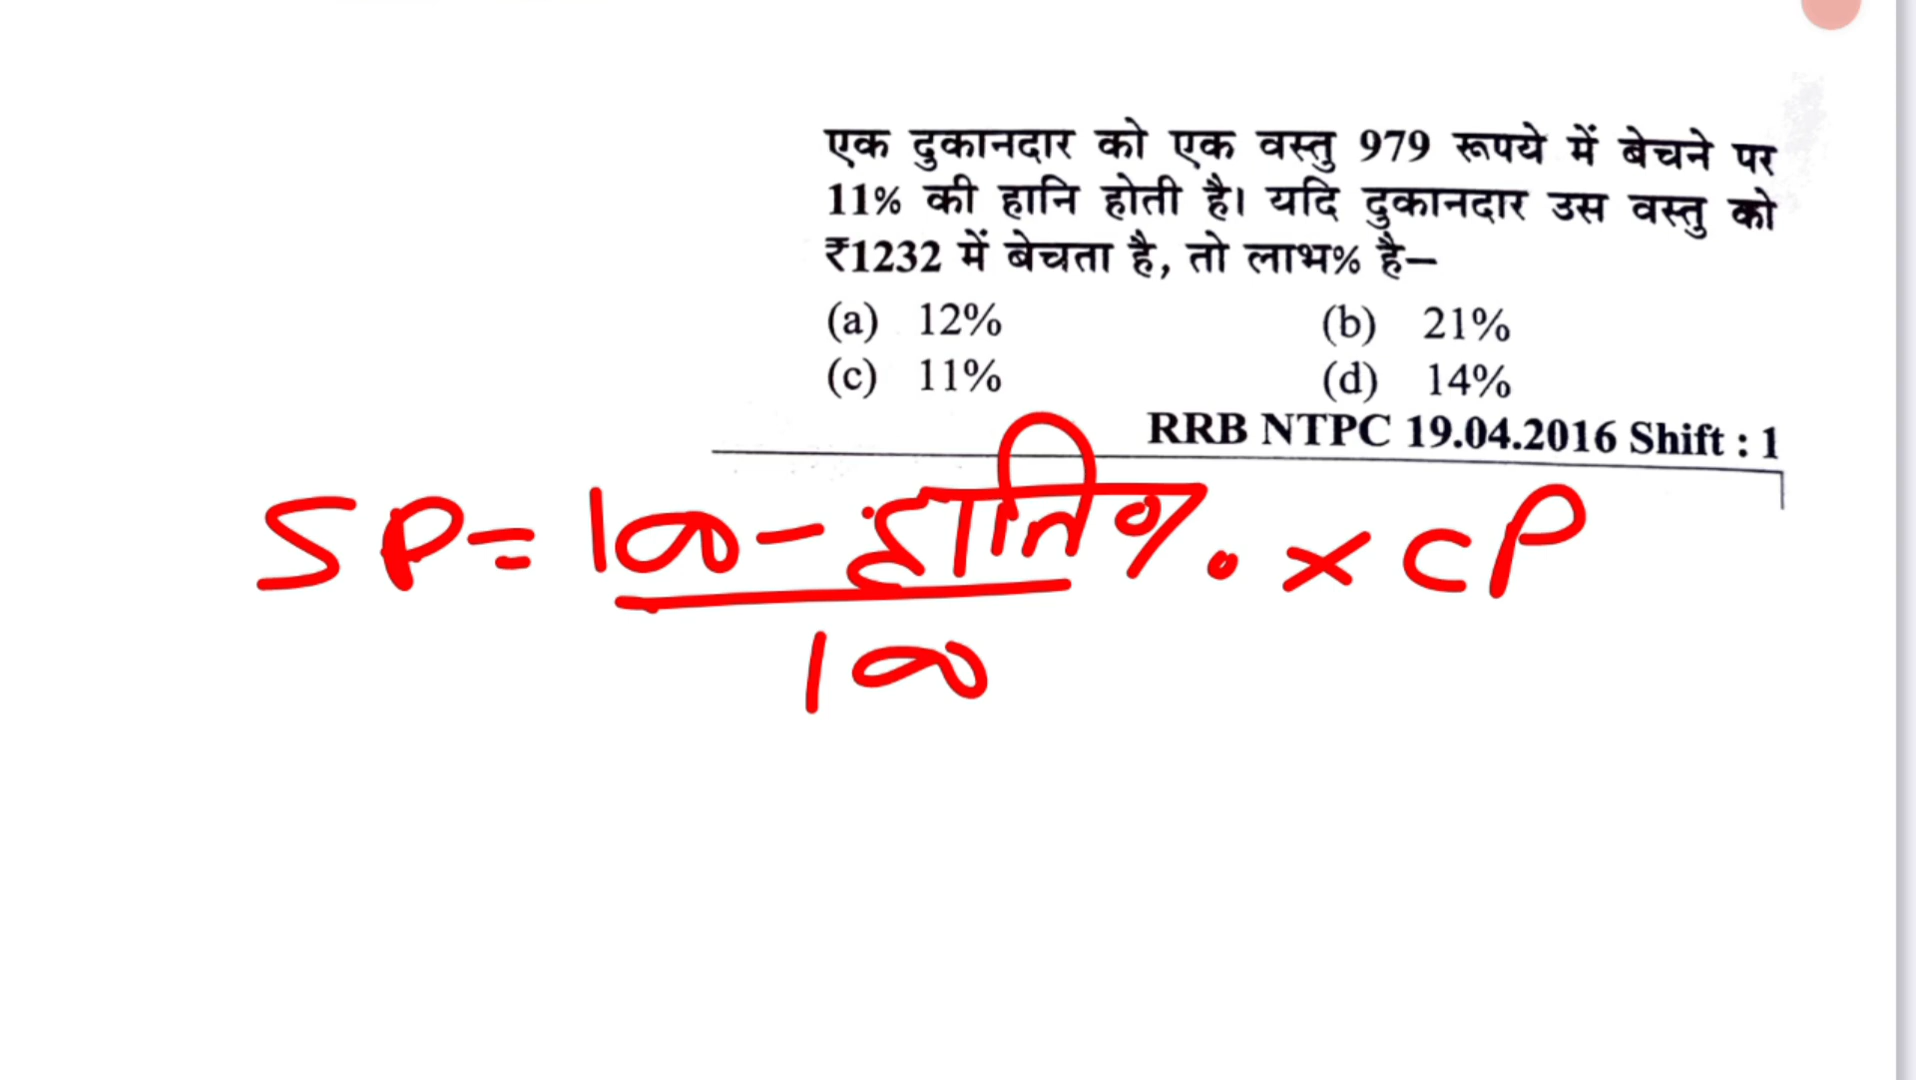 एक दुकानदार को एक वस्तु 979 रूपये में बेचने पर
11% की हानि होती है। यदि दुकानदार उस वस्तु को
₹1232 में बेचता है, तो लाभ% है–
(a) 12% (b) 21%
(c) 11% (d) 14%
RRB NTPC 19.04.2016 Shift : 1
SP = 100 - हानि% × CP
100